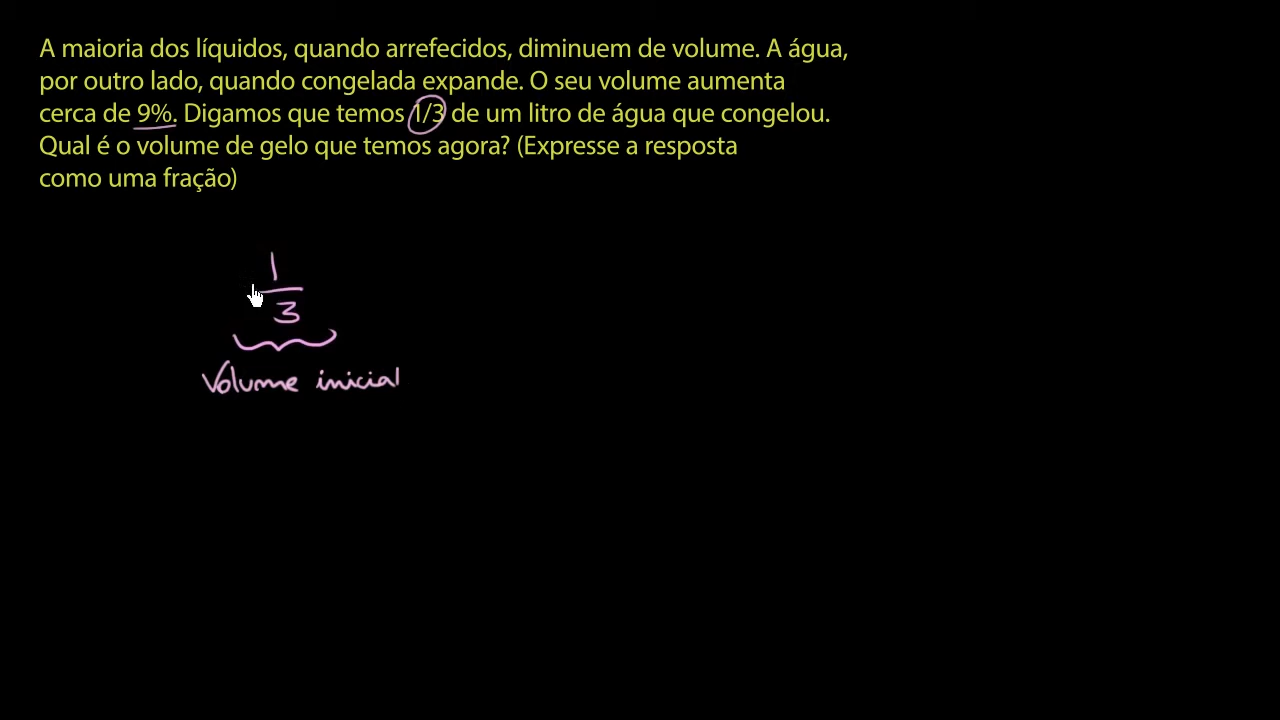 A maioria dos líquidos, quando arrefecidos, diminuem de volume. A água,
por outro lado, quando congelada expande. O seu volume aumenta
cerca de 9%. Digamos que temos 1/3 de um litro de água que congelou.
Qual é o volume de gelo que temos agora? (Expresse a resposta
como uma fração)
1
3
Volume inicial